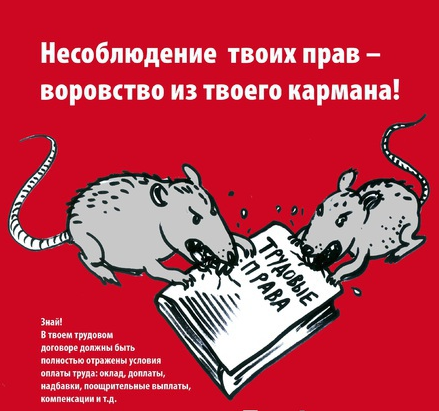 Несоблюдение твоих прав –
воровство из твоего кармана!
ТРУДОВЫЕ
ПРАВА
Знай!
В твоем трудовом
договоре должны быть
полностью отражены условия
оплаты труда: оклад, доплаты,
надбавки, поощрительные выплаты,
компенсации и т.д.